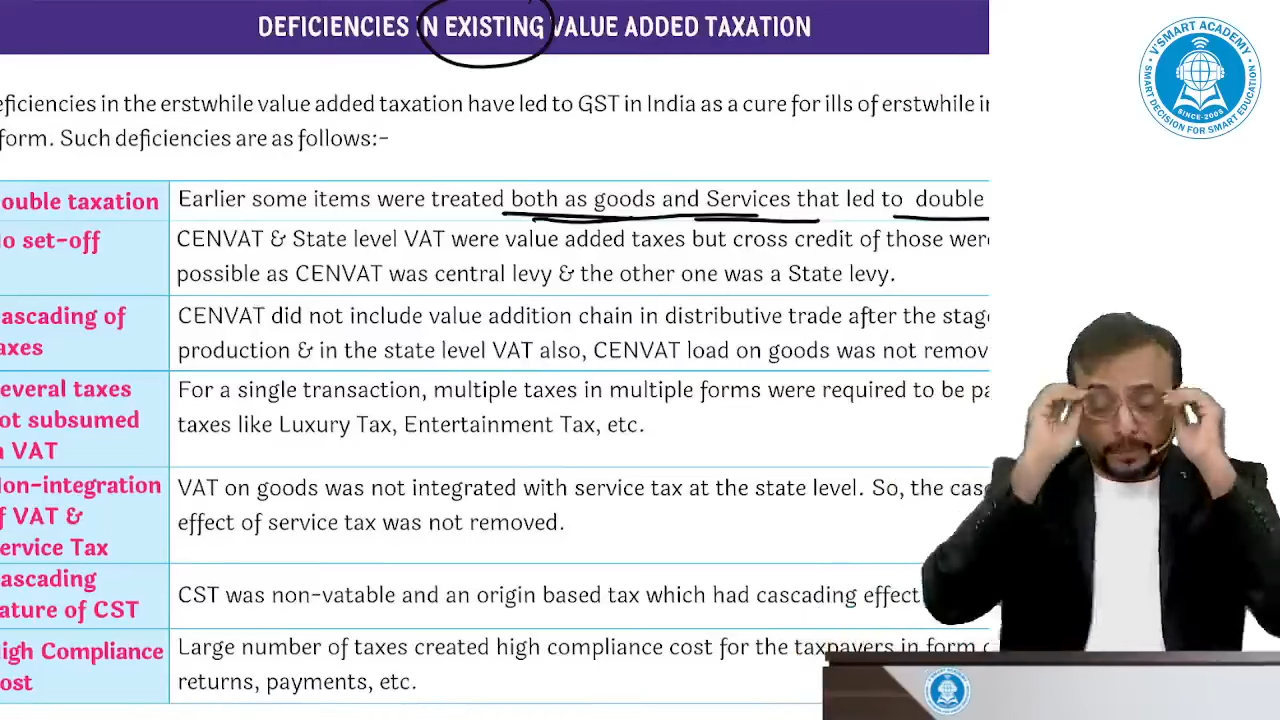 DEFICIENCIES IN EXISTING VALUE ADDED TAXATION
V'SMART ACADEMY
SINCE-2005
SMART DECISION FOR SMART EDUCATION
eficiencies in the erstwhile value added taxation have led to GST in India as a cure for ills of erstwhile i
form. Such deficiencies are as follows:-
ouble taxation
Earlier some items were treated both as goods and Services that led to double
o set-off
CENVAT & State level VAT were value added taxes but cross credit of those wer
possible as CENVAT was central levy & the other one was a State levy.
ascading of
axes
CENVAT did not include value addition chain in distributive trade after the stag
production & in the state level VAT also, CENVAT load on goods was not remov
everal taxes
ot subsumed
n VAT
For a single transaction, multiple taxes in multiple forms were required to be pa
taxes like Luxury Tax, Entertainment Tax, etc.
on-integration
f VAT &
ervice Tax
VAT on goods was not integrated with service tax at the state level. So, the cas
effect of service tax was not removed.
ascading
ature of CST
CST was non-vatable and an origin based tax which had cascading effect
igh Compliance
ost
Large number of taxes created high compliance cost for the taxpayers in form
returns, payments, etc.